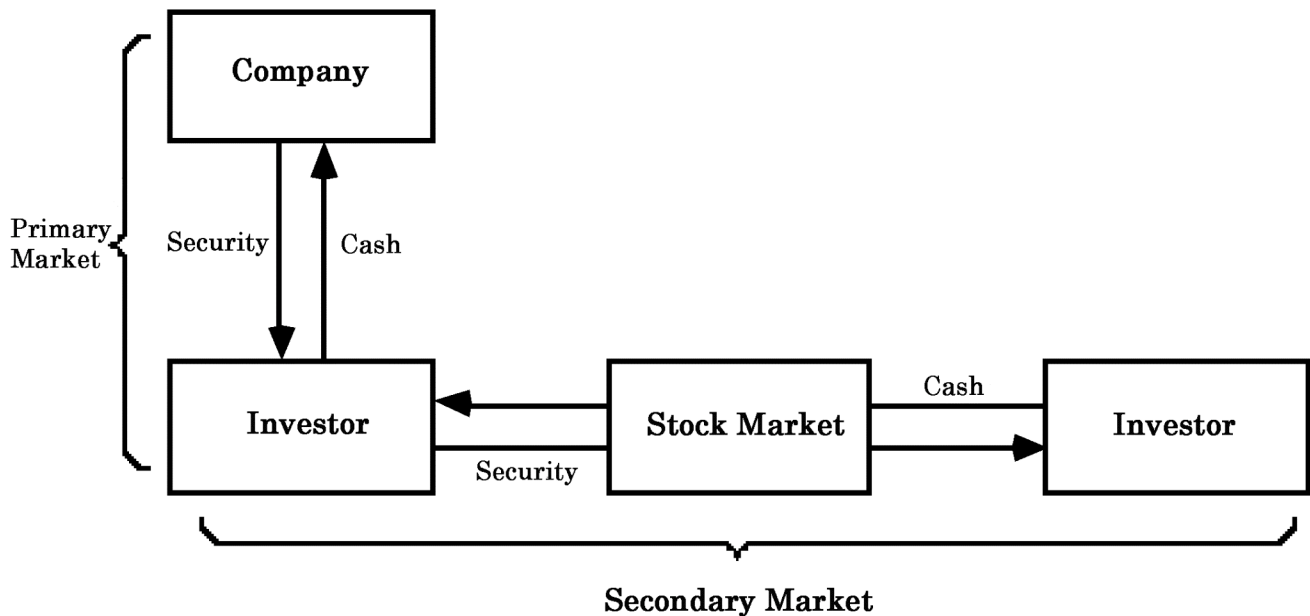 Company
Primary
Market
Security
Cash
Investor
Security
Stock Market
Cash
Investor
Secondary Market